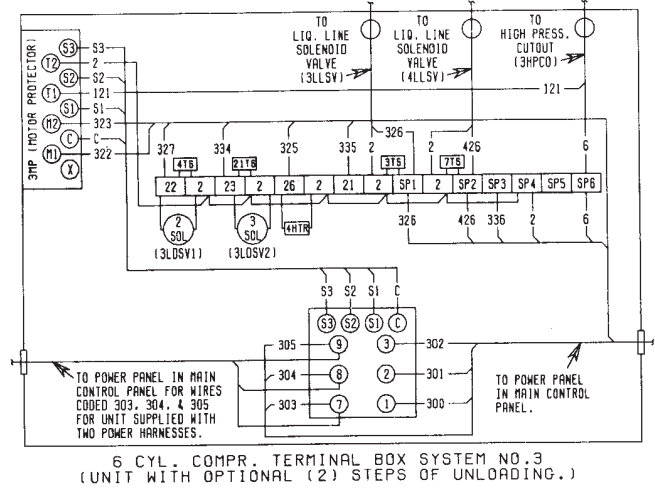 TO
LIQ. LINE
SOLENOID
VALVE
(3LLSV)
TO
LIQ. LINE
SOLENOID
VALVE
(4LLSV)
TO
HIGH PRESS.
CUTOUT
(3HPCO)
3MP (MOTOR PROTECTOR)
S3 S3
T2 2
S2 S2
T1 121
S1 S1
M2 323
C C
M1 322
X
121
326
327 334 325 335 2 2 426 6
4TB 21TB 3TB 7TB
22 2 23 2 26 2 21 2 SP1 2 SP2 SP3 SP4 SP5 SP6
2
SOL
(3LDSV1)
3
SOL
(3LDSV2)
4HTR
326 426 336 2 6
S3 S2 S1 C
S3 S2 S1 C
305 9 3 302
304 8 2 301
303 7 1 300
TO POWER PANEL IN MAIN
CONTROL PANEL FOR WIRES
CODED 303, 304, & 305
FOR UNIT SUPPLIED WITH
TWO POWER HARNESSES.
TO POWER PANEL
IN MAIN CONTROL
PANEL.
6 CYL. COMPR. TERMINAL BOX SYSTEM NO.3
(UNIT WITH OPTIONAL (2) STEPS OF UNLOADING.)